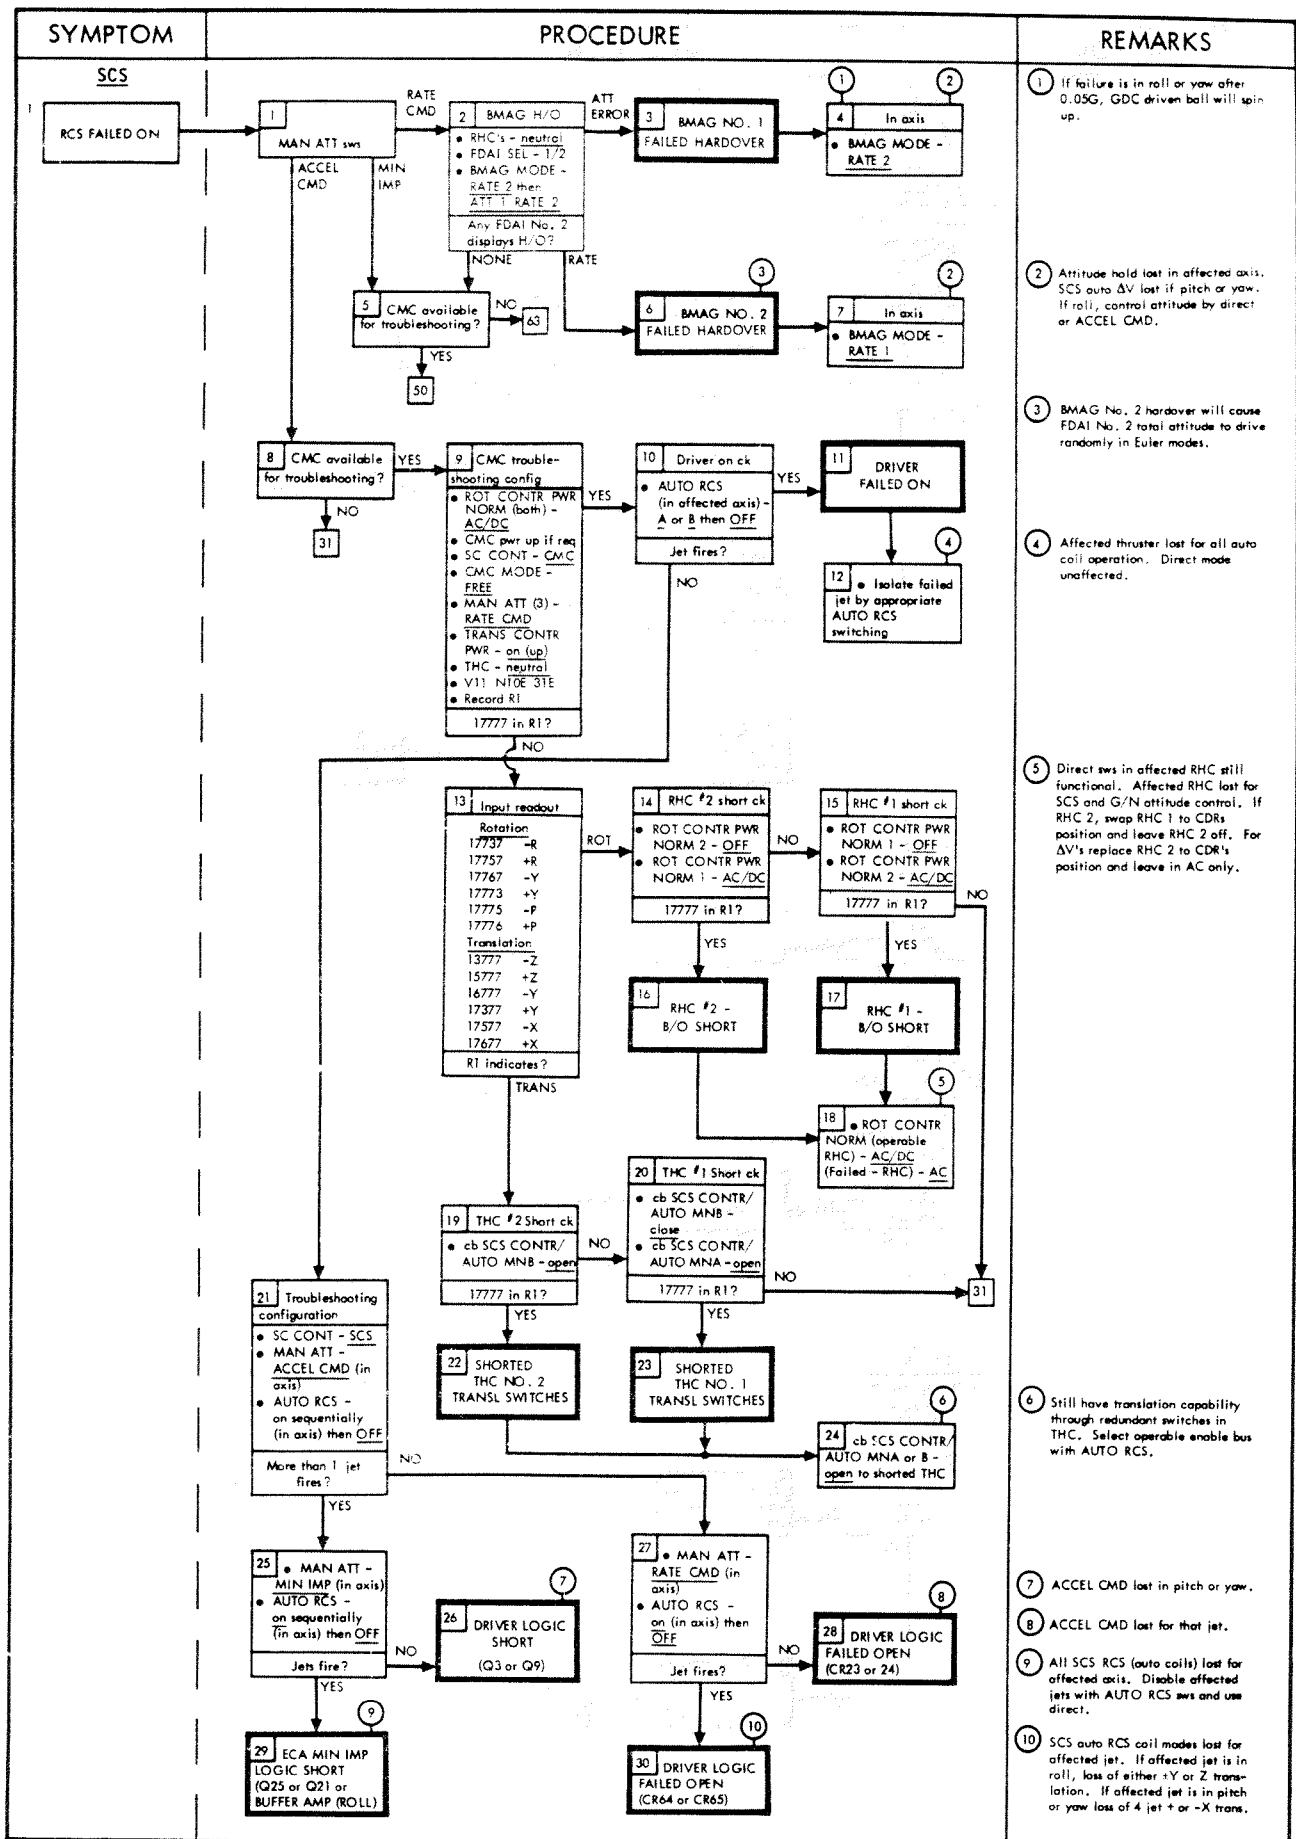 SYMPTOM
PROCEDURE
REMARKS
SCS
1
RCS FAILED ON
1
MAN ATT sws
RATE
CMD
ACCEL
CMD
MIN
IMP
2 BMAG H/O
• RHC's - neutral
• FDAI SEL - 1/2
• BMAG MODE -
RATE 2 then
ATT 1 RATE 2
Any FDAI No. 2
displays H/O?
ATT
ERROR
NONE
RATE
3 BMAG NO. 1
FAILED HARDOVER
1
2
4 In axis
• BMAG MODE -
RATE 2
5 CMC available
for troubleshooting?
NO
63
YES
50
3
6 BMAG NO. 2
FAILED HARDOVER
2
7 In axis
• BMAG MODE -
RATE 1
8 CMC available
for troubleshooting?
YES
NO
31
9 CMC trouble-
shooting config
• ROT CONTR PWR
NORM (both) -
AC/DC
• CMC pwr up if req
• SC CONT - CMC
• CMC MODE -
FREE
• MAN ATT (3) -
RATE CMD
• TRANS CONTR
PWR - on (up)
• THC - neutral
• V11 N10E 31E
• Record R1
17777 in R1?
YES
NO
10 Driver on ck
• AUTO RCS
(in affected axis) -
A or B then OFF
Jet fires?
YES
NO
11
DRIVER
FAILED ON
4
12 • Isolate failed
jet by appropriate
AUTO RCS
switching
13 Input readout
Rotation
17737 -R
17757 +R
17767 -Y
17773 +Y
17775 -P
17776 +P
Translation
13777 -Z
15777 +Z
16777 -Y
17377 +Y
17577 -X
17677 +X
R1 indicates?
ROT
TRANS
14 RHC #2 short ck
• ROT CONTR PWR
NORM 2 - OFF
• ROT CONTR PWR
NORM 1 - AC/DC
17777 in R1?
NO
YES
15 RHC #1 short ck
• ROT CONTR PWR
NORM 1 - OFF
• ROT CONTR PWR
NORM 2 - AC/DC
17777 in R1?
NO
YES
16
RHC #2 -
B/O SHORT
17
RHC #1 -
B/O SHORT
5
18 • ROT CONTR
NORM (operable
RHC) - AC/DC
(Failed - RHC) - AC
19 THC #2 Short ck
• cb SCS CONTR/
AUTO MNB - open
17777 in R1?
NO
YES
20 THC #1 Short ck
• cb SCS CONTR/
AUTO MNB -
close
• cb SCS CONTR/
AUTO MNA - open
17777 in R1?
NO
YES
31
21 Troubleshooting
configuration
• SC CONT - SCS
• MAN ATT -
ACCEL CMD (in
axis)
• AUTO RCS -
on sequentially
(in axis) then OFF
More than 1 jet
fires?
NO
YES
22 SHORTED
THC NO. 2
TRANSL SWITCHES
23 SHORTED
THC NO. 1
TRANSL SWITCHES
6
24 cb SCS CONTR/
AUTO MNA or B -
open to shorted THC
25
• MAN ATT -
MIN IMP (in axis)
• AUTO RCS -
on sequentially
(in axis) then OFF
Jets fire?
NO
YES
7
26 DRIVER LOGIC
SHORT
(Q3 or Q9)
27
• MAN ATT -
RATE CMD (in
axis)
• AUTO RCS -
on (in axis) then
OFF
Jet fires?
NO
YES
8
28 DRIVER LOGIC
FAILED OPEN
(CR23 or 24)
9
29 ECA MIN IMP
LOGIC SHORT
(Q25 or Q21 or
BUFFER AMP (ROLL)
10
30 DRIVER LOGIC
FAILED OPEN
(CR64 or CR65)
1 If failure is in roll or yaw after
0.05G, GDC driven ball will spin
up.
2 Attitude hold lost in affected axis.
SCS auto ΔV lost if pitch or yaw.
If roll, control attitude by direct
or ACCEL CMD.
3 BMAG No. 2 hardover will cause
FDAI No. 2 total attitude to drive
randomly in Euler modes.
4 Affected thruster lost for all auto
coil operation. Direct mode
unaffected.
5 Direct sws in affected RHC still
functional. Affected RHC lost for
SCS and G/N attitude control. If
RHC 2, swap RHC 1 to CDRs
position and leave RHC 2 off. For
ΔV's replace RHC 2 to CDR's
position and leave in AC only.
6 Still have translation capability
through redundant switches in
THC. Select operable enable bus
with AUTO RCS.
7 ACCEL CMD lost in pitch or yaw.
8 ACCEL CMD lost for that jet.
9 All SCS RCS (auto coils) lost for
affected axis. Disable affected
jets with AUTO RCS sws and use
direct.
10 SCS auto RCS coil modes lost for
affected jet. If affected jet is in
roll, loss of either +Y or Z trans-
lation. If affected jet is in pitch
or yaw loss of 4 jet + or -X trans.